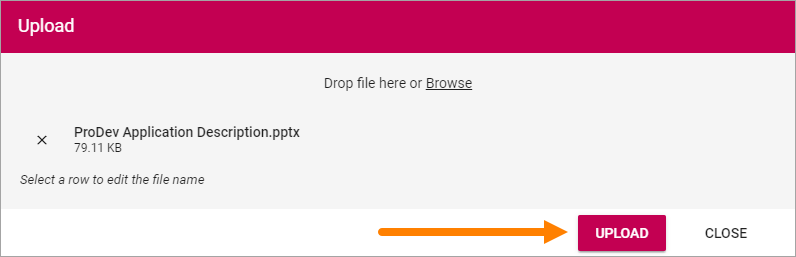 Upload
Drop file here or Browse
ProDev Application Description.pptx
79.11 KB
Select a row to edit the file name
UPLOAD CLOSE